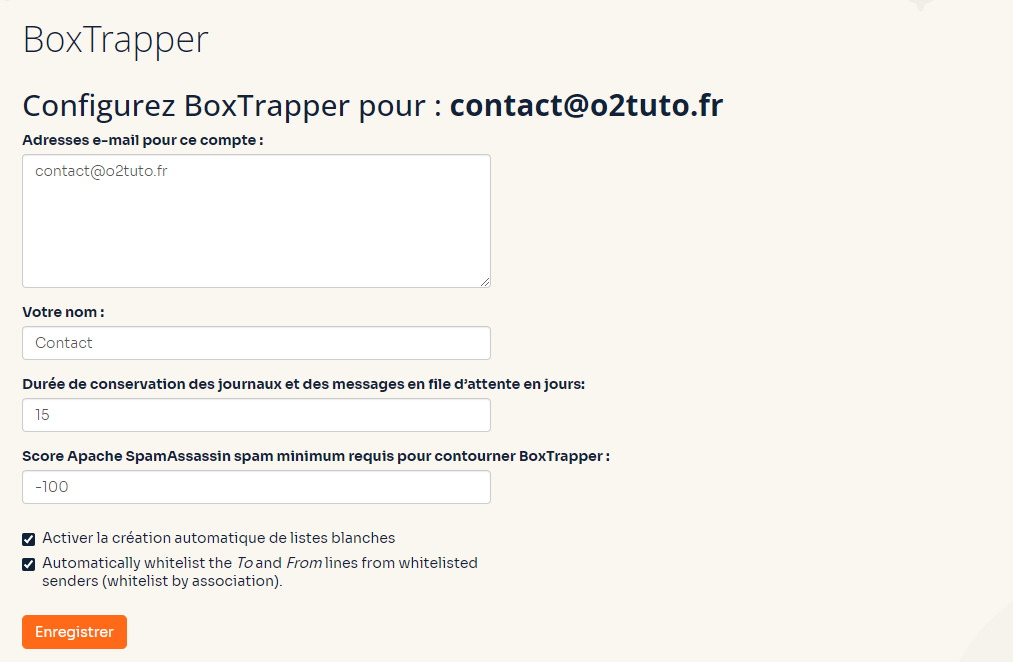 BoxTrapper
Configurez BoxTrapper pour : contact@o2tuto.fr
Adresses e-mail pour ce compte :
contact@o2tuto.fr
Votre nom :
Contact
Durée de conservation des journaux et des messages en file d’attente en jours:
15
Score Apache SpamAssassin spam minimum requis pour contourner BoxTrapper :
-100
Activer la création automatique de listes blanches
Automatically whitelist the To and From lines from whitelisted
senders (whitelist by association).
Enregistrer